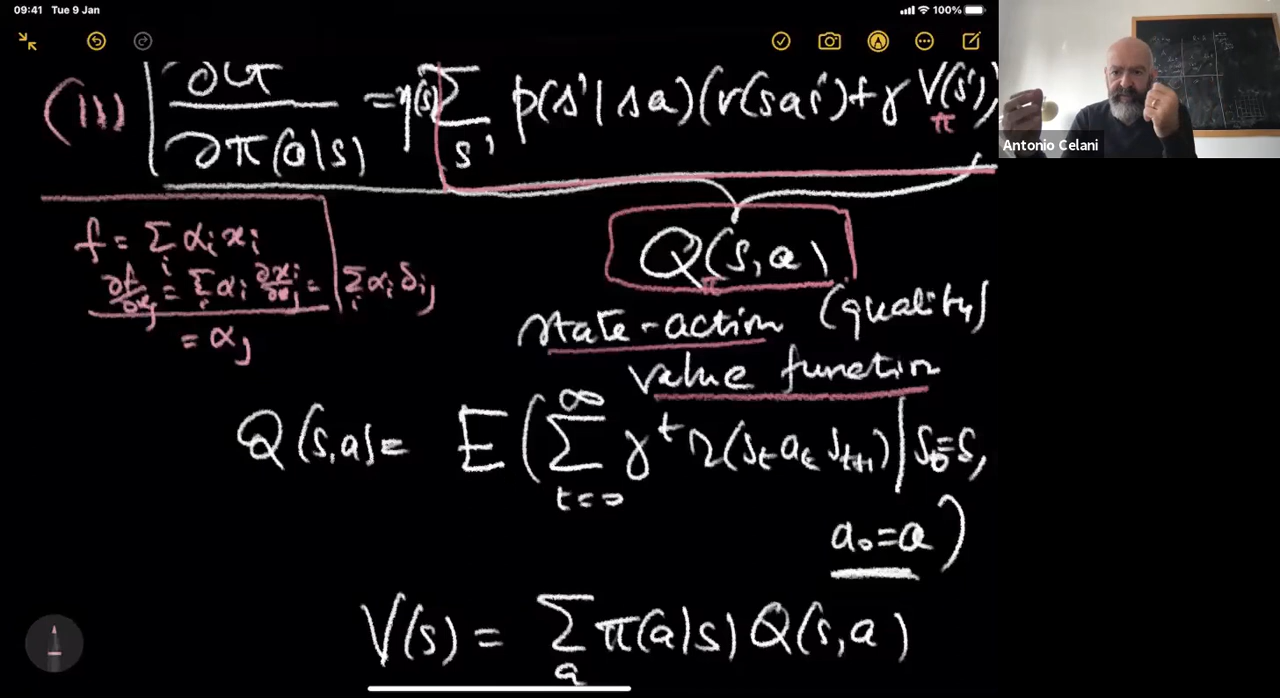 09:41 Tue 9 Jan 100%
(11) ∂G/∂π(a|s) = η(s) Σ_{s'} p(s'|sa)(r(sas')+γ V_π(s'))
Antonio Celani
f = Σ_i α_i x_i
∂f/∂x_j = Σ_i α_i ∂x_i/∂x_j = Σ_i α_i δ_ij
= α_j
Q_π(s,a)
state-action (quality)
value function
Q(s,a) = E(Σ_{t=0}^∞ γ^t r(s_t a_t s_{t+1}) | s_0=s,
a_0=a)
V(s) = Σ_a π(a|s) Q(s,a)